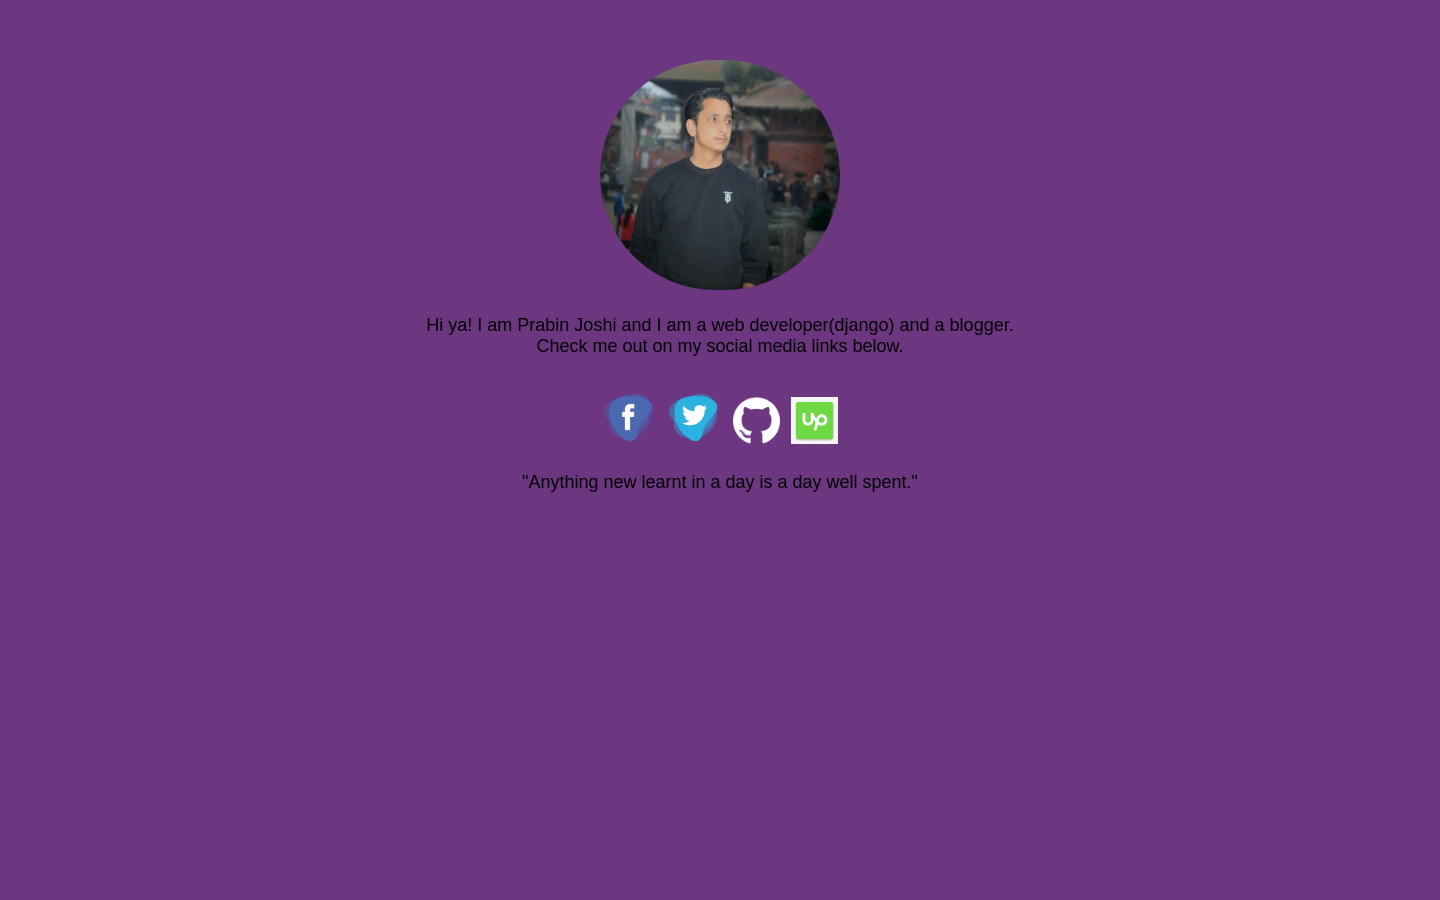 Hi ya! I am Prabin Joshi and I am a web developer(django) and a blogger.
Check me out on my social media links below.
f
Up
"Anything new learnt in a day is a day well spent."